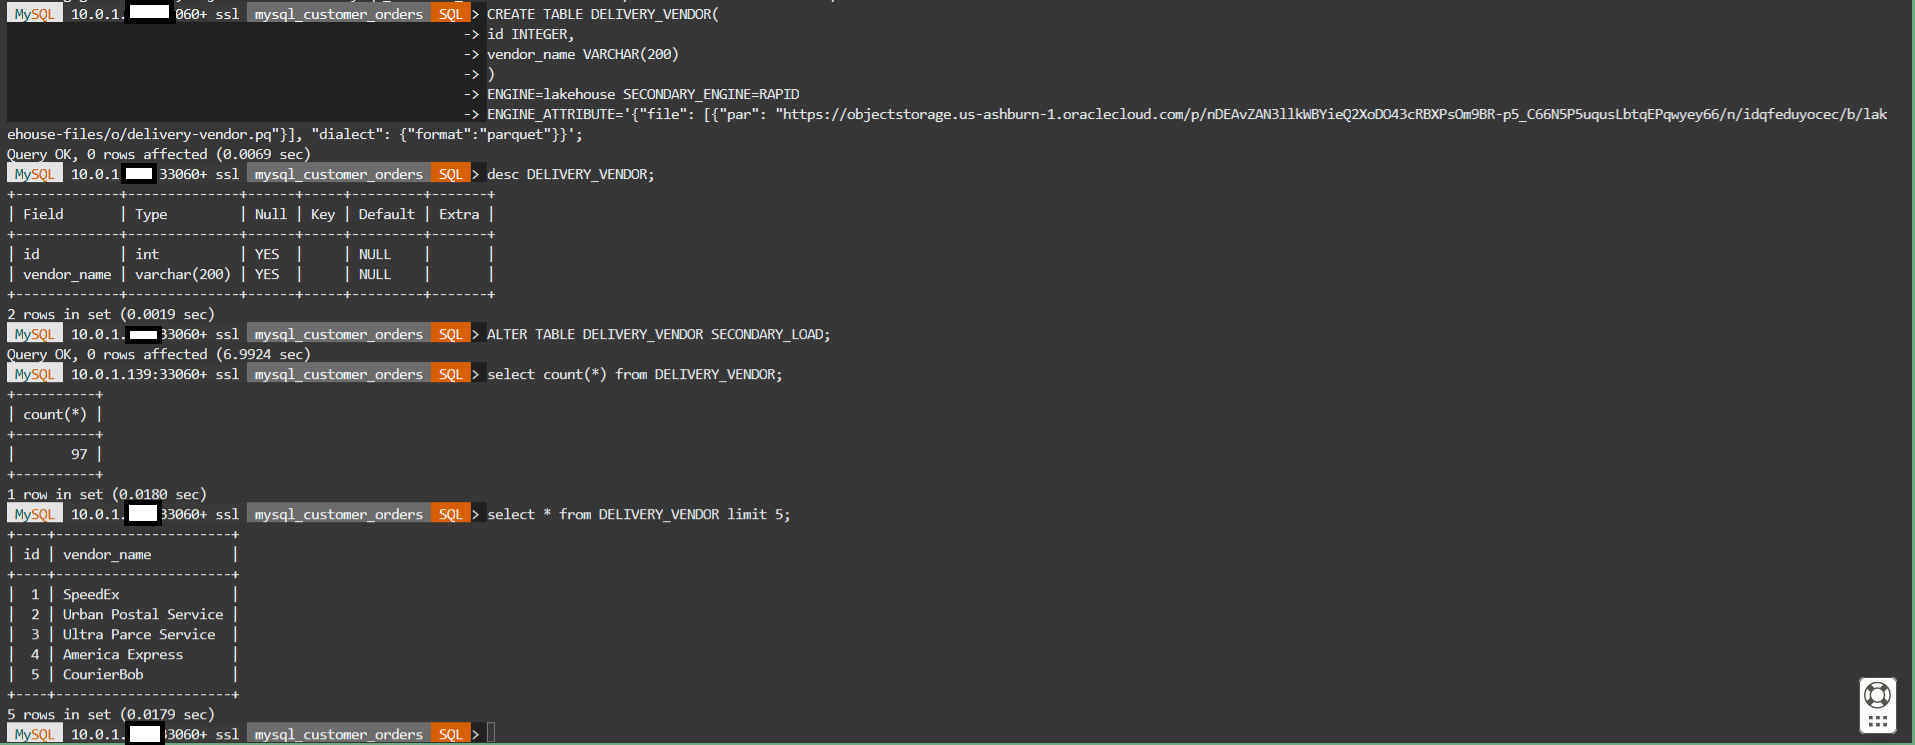 MySQL 10.0.1. 060+ ssl mysql_customer_orders SQL > CREATE TABLE DELIVERY_VENDOR(
-> id INTEGER,
-> vendor_name VARCHAR(200)
-> )
-> ENGINE=lakehouse SECONDARY_ENGINE=RAPID
-> ENGINE_ATTRIBUTE='{"file": [{"par": "https://objectstorage.us-ashburn-1.oraclecloud.com/p/nDEAvZAN3llkWBYieQ2XoDO43cRBXPsOm9BR-p5_C66N5P5uqusLbtqEPqwyey66/n/idqfeduyocec/b/lak
ehouse-files/o/delivery-vendor.pq"}], "dialect": {"format":"parquet"}}';
Query OK, 0 rows affected (0.0069 sec)
MySQL 10.0.1 33060+ ssl mysql_customer_orders SQL > desc DELIVERY_VENDOR;
+-------------+--------------+------+-----+---------+-------+
| Field | Type | Null | Key | Default | Extra |
+-------------+--------------+------+-----+---------+-------+
| id | int | YES | | NULL | |
| vendor_name | varchar(200) | YES | | NULL | |
+-------------+--------------+------+-----+---------+-------+
2 rows in set (0.0019 sec)
MySQL 10.0.1. 33060+ ssl mysql_customer_orders SQL > ALTER TABLE DELIVERY_VENDOR SECONDARY_LOAD;
Query OK, 0 rows affected (6.9924 sec)
MySQL 10.0.1.139:33060+ ssl mysql_customer_orders SQL > select count(*) from DELIVERY_VENDOR;
+----------+
| count(*) |
+----------+
| 97 |
+----------+
1 row in set (0.0180 sec)
MySQL 10.0.1. 33060+ ssl mysql_customer_orders SQL > select * from DELIVERY_VENDOR limit 5;
+----+----------------------+
| id | vendor_name |
+----+----------------------+
| 1 | SpeedEx |
| 2 | Urban Postal Service |
| 3 | Ultra Parce Service |
| 4 | America Express |
| 5 | CourierBob |
+----+----------------------+
5 rows in set (0.0179 sec)
MySQL 10.0.1. 33060+ ssl mysql_customer_orders SQL >